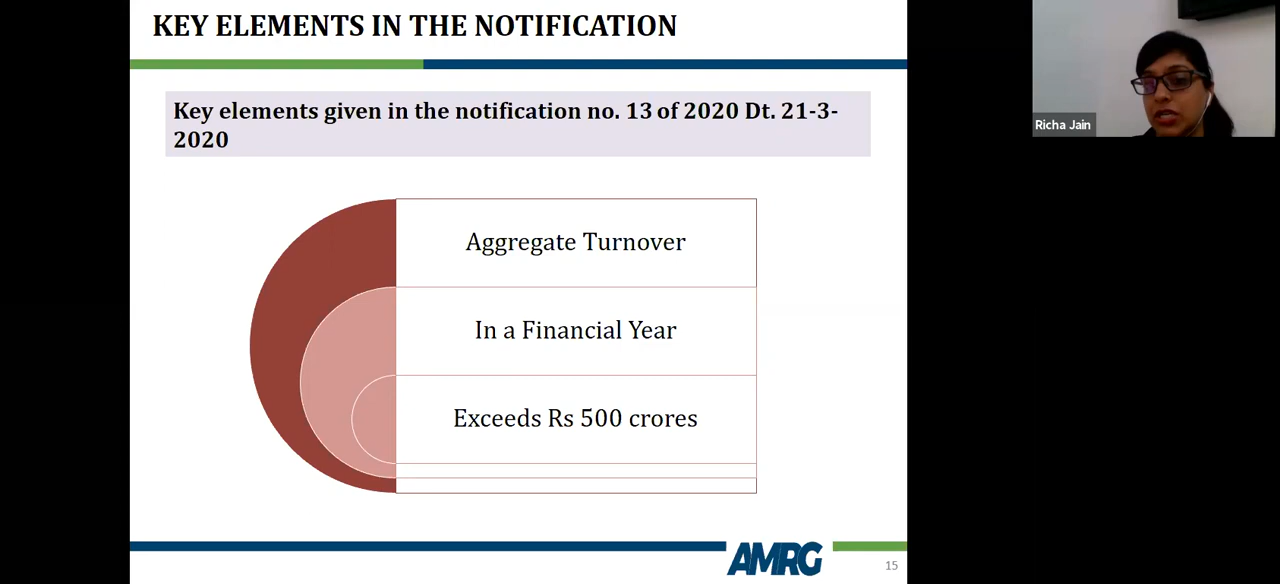 KEY ELEMENTS IN THE NOTIFICATION
Key elements given in the notification no. 13 of 2020 Dt. 21-3-
2020
Aggregate Turnover
In a Financial Year
Exceeds Rs 500 crores
AMRG
15
Richa Jain